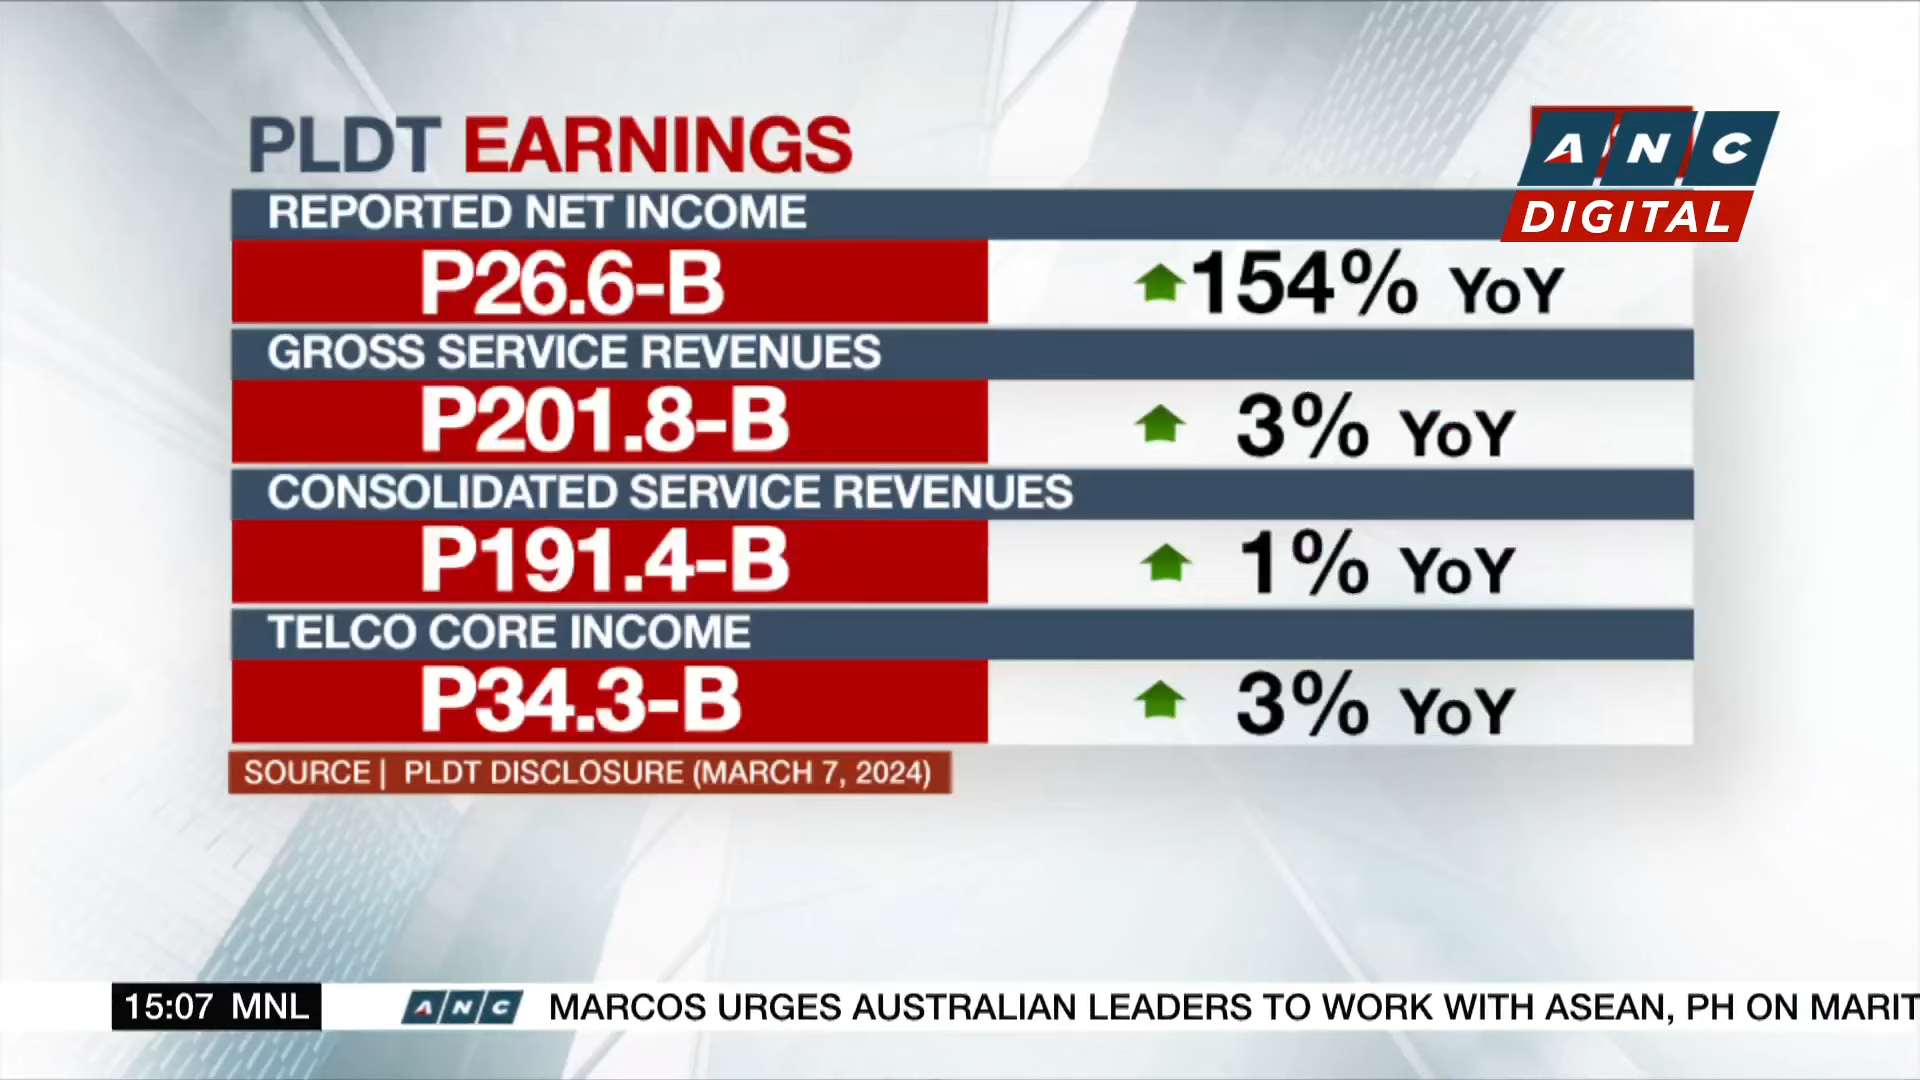 PLDT EARNINGS
ANC
DIGITAL
REPORTED NET INCOME
P26.6-B 154% YoY
GROSS SERVICE REVENUES
P201.8-B 3% YoY
CONSOLIDATED SERVICE REVENUES
P191.4-B 1% YoY
TELCO CORE INCOME
P34.3-B 3% YoY
SOURCE | PLDT DISCLOSURE (MARCH 7, 2024)
15:07 MNL ANC MARCOS URGES AUSTRALIAN LEADERS TO WORK WITH ASEAN, PH ON MARIT